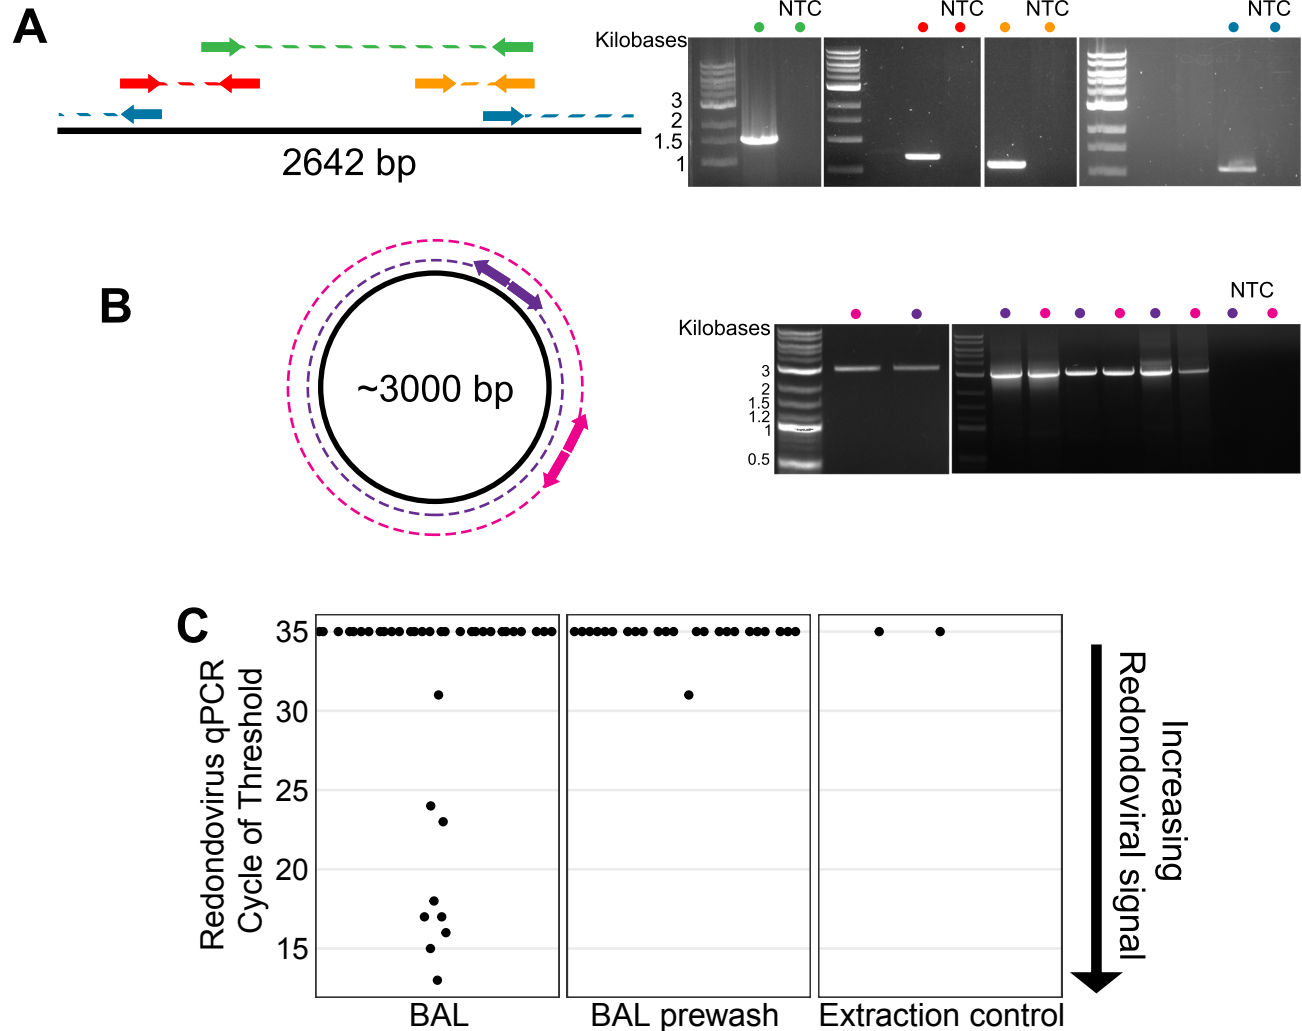 A
NTC NTC NTC NTC
Kilobases
3
2
1.5
1
2642 bp
B
NTC
Kilobases
~3000 bp
3
2
1.5
1.2
1
0.5
C
Redondovirus qPCR
Cycle of Threshold
35
30
25
20
15
BAL
BAL prewash
Extraction control
Increasing
Redondoviral signal